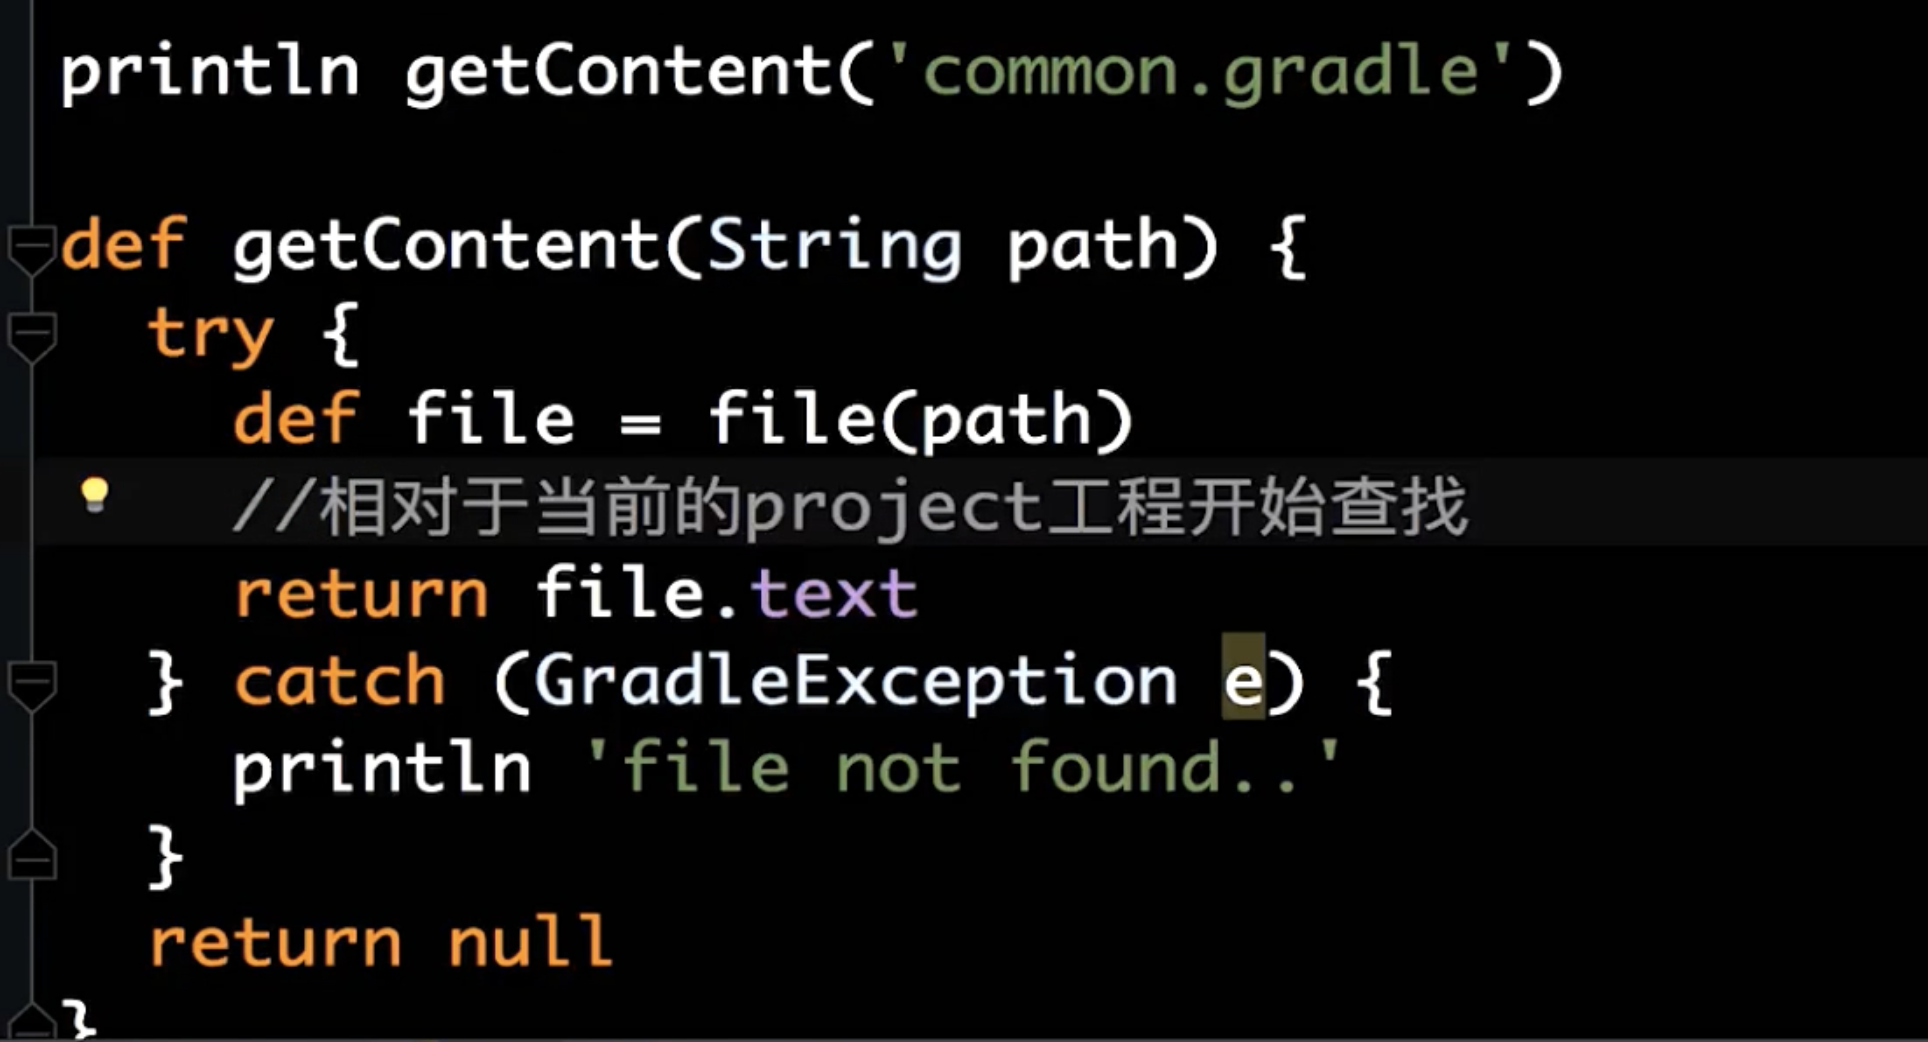 println getContent('common.gradle')
def getContent(String path) {
try {
def file = file(path)
//相对于当前的project工程开始查找
return file.text
} catch (GradleException e) {
println 'file not found..'
}
return null
}